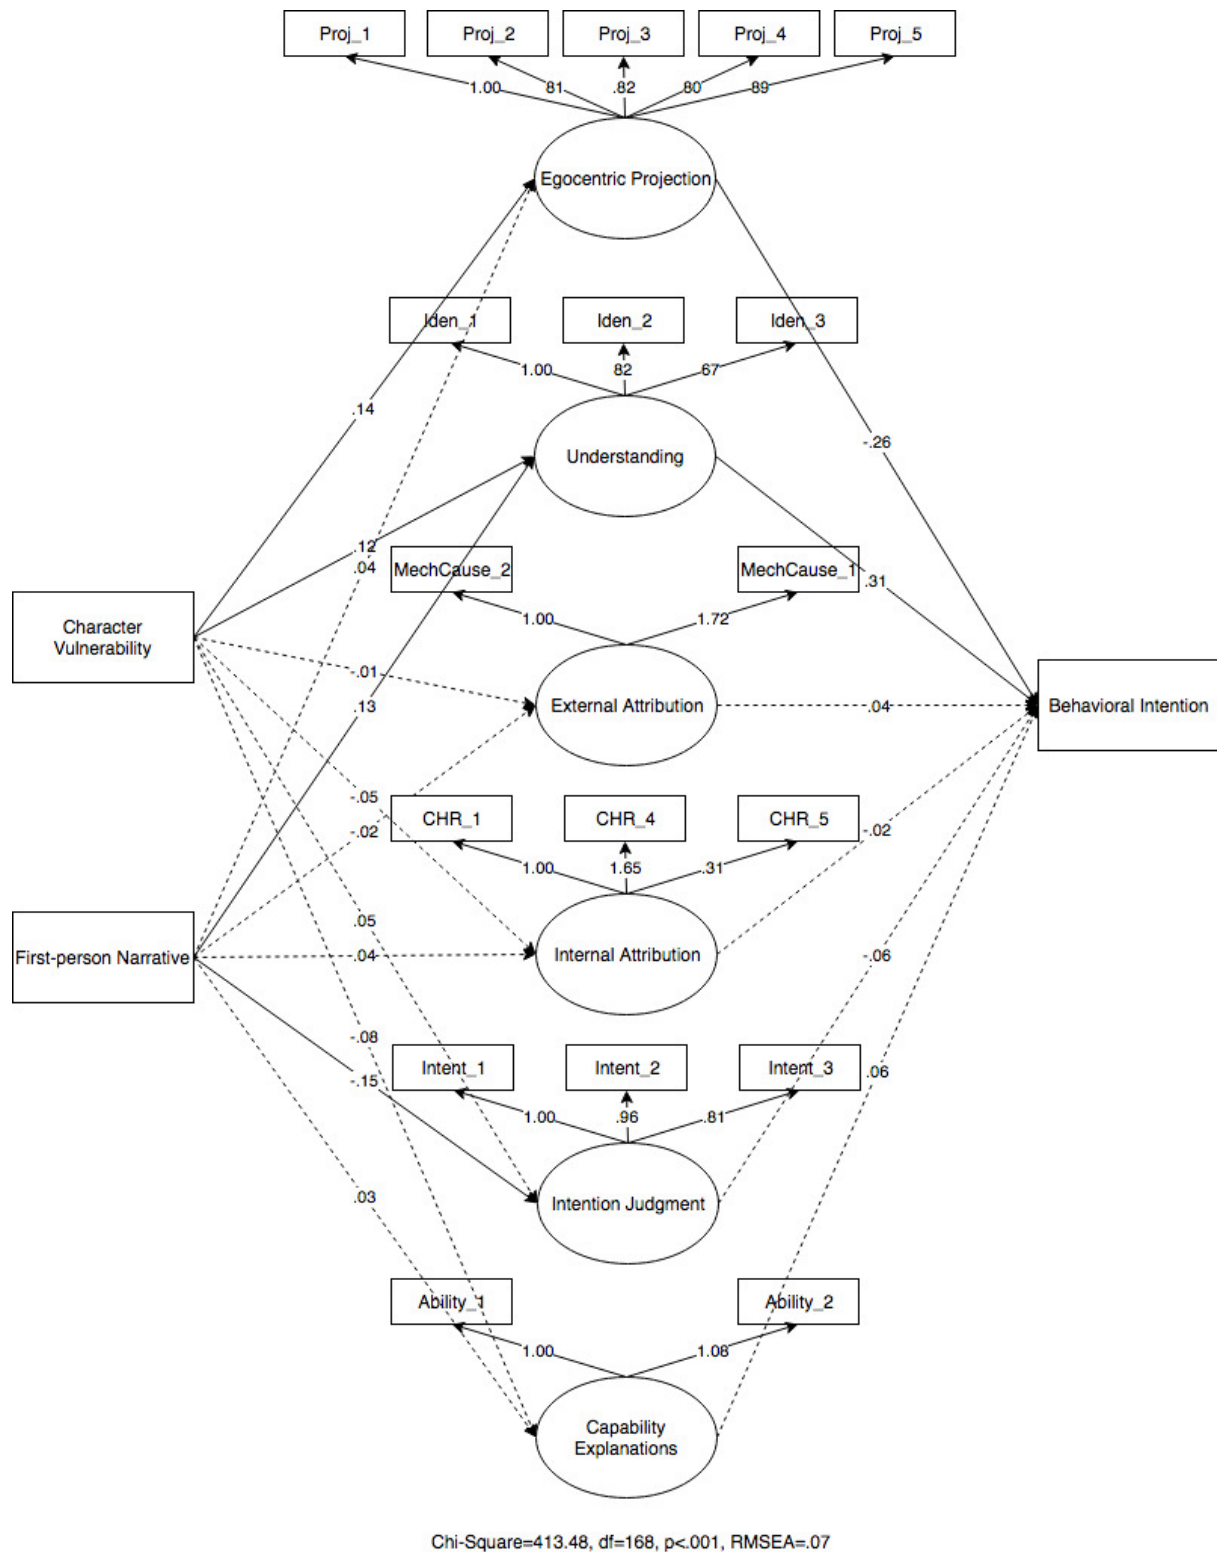 Proj_1 Proj_2 Proj_3 Proj_4 Proj_5
1.00 .81 .82 .80 .89
Egocentric Projection
Iden_1 Iden_2 Iden_3
1.00 .82 .67
.14
-.26
Understanding
.12
.04
MechCause_2 MechCause_1
.31
1.00 1.72
Character
Vulnerability
-.01
.13
External Attribution
.04
Behavioral Intention
-.05
-.02
CHR_1 CHR_4 CHR_5
-.02
1.00 1.65 .31
.05
.04
First-person Narrative
Internal Attribution
-.06
-.08
-.15
Intent_1 Intent_2 Intent_3
.06
1.00 .96 .81
.03
Intention Judgment
Ability_1 Ability_2
1.00 1.08
Capability
Explanations
Chi-Square=413.48, df=168, p<.001, RMSEA=.07